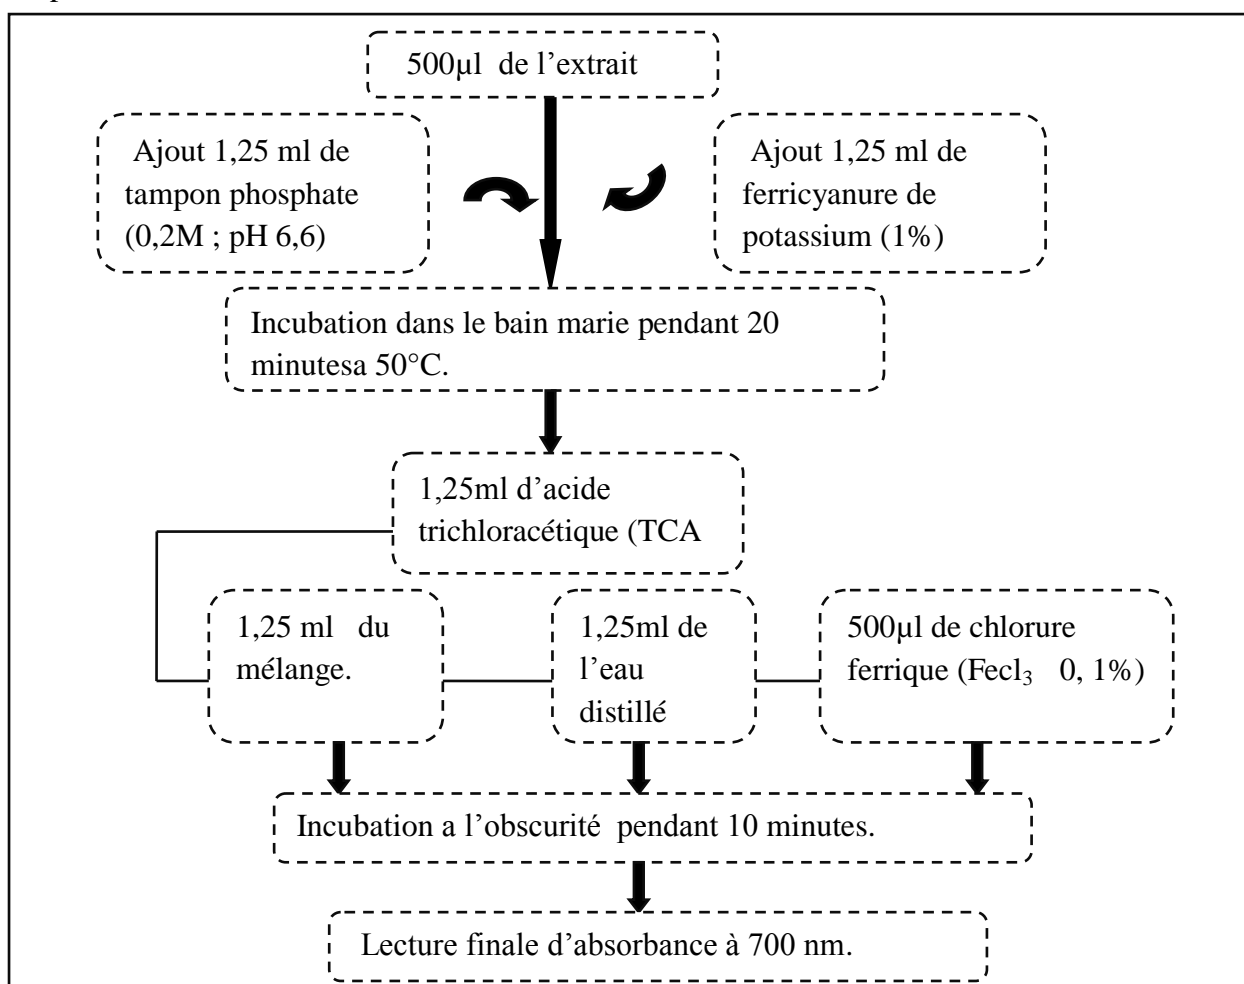 500µl de l’extrait
Ajout 1,25 ml de
tampon phosphate
(0,2M ; pH 6,6)
Ajout 1,25 ml de
ferricyanure de
potassium (1%)
Incubation dans le bain marie pendant 20
minutesa 50°C.
1,25ml d’acide
trichloracétique (TCA
1,25 ml du
mélange.
1,25ml de
l’eau
distillé
500µl de chlorure
ferrique (Fecl₃ 0, 1%)
Incubation a l’obscurité pendant 10 minutes.
Lecture finale d’absorbance à 700 nm.